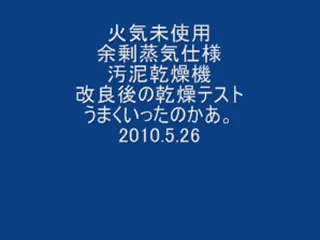 火気未使用
余剰蒸気仕様
汚泥乾燥機
改良後の乾燥テスト
うまくいったのかあ。
2010.5.26